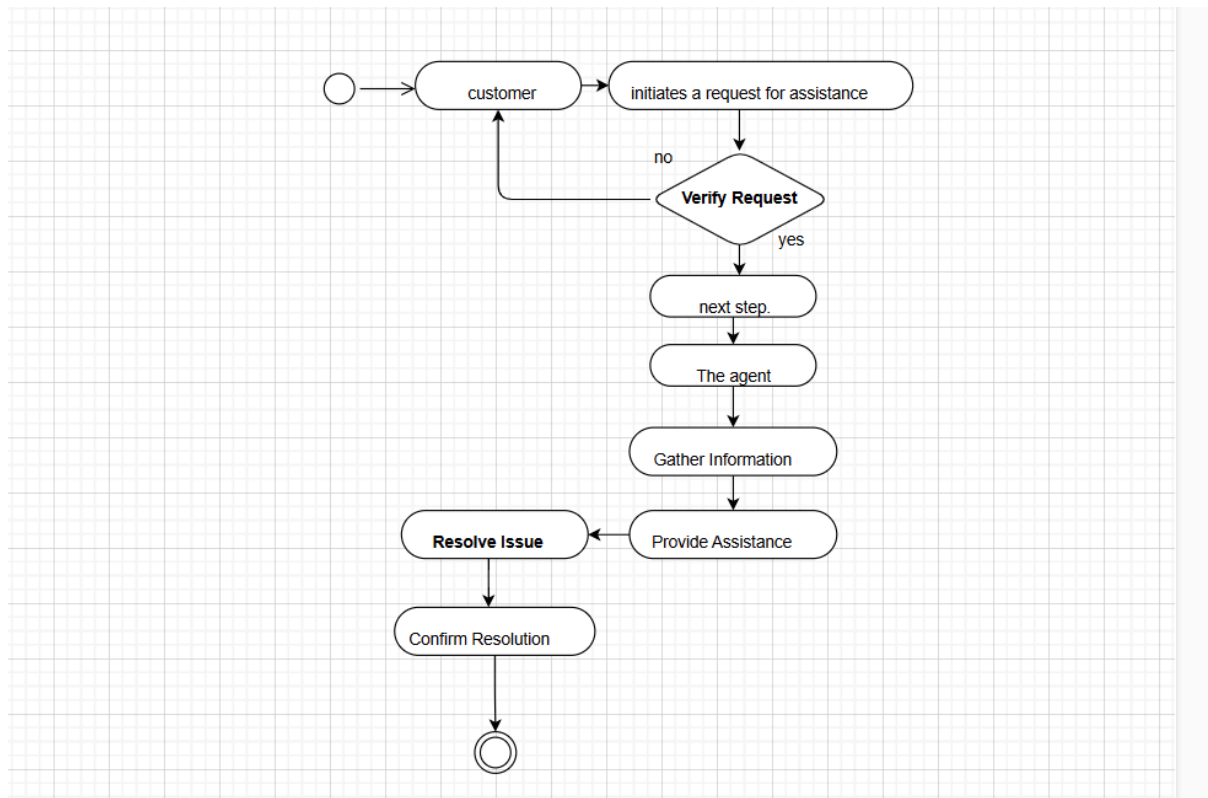 customer
initiates a request for assistance
no
Verify Request
yes
next step.
The agent
Gather Information
Provide Assistance
Resolve Issue
Confirm Resolution